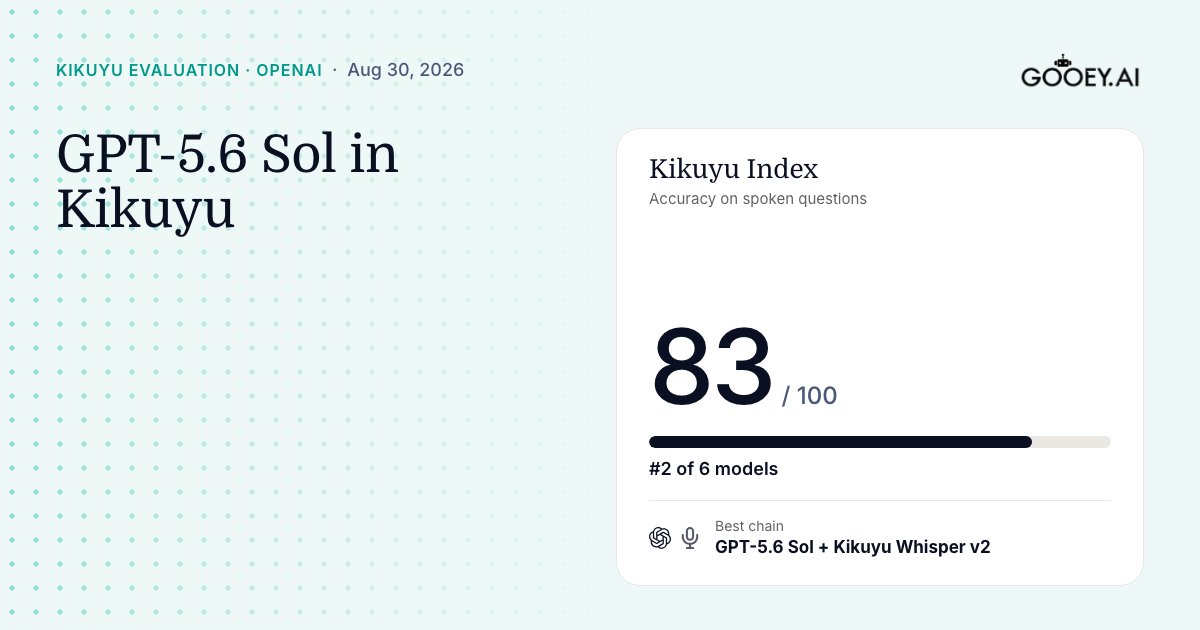 KIKUYU EVALUATION · OPENAI · Aug 30, 2026
GOOEY.AI
GPT-5.6 Sol in
Kikuyu
Kikuyu Index
Accuracy on spoken questions
83 / 100
#2 of 6 models
Best chain
GPT-5.6 Sol + Kikuyu Whisper v2